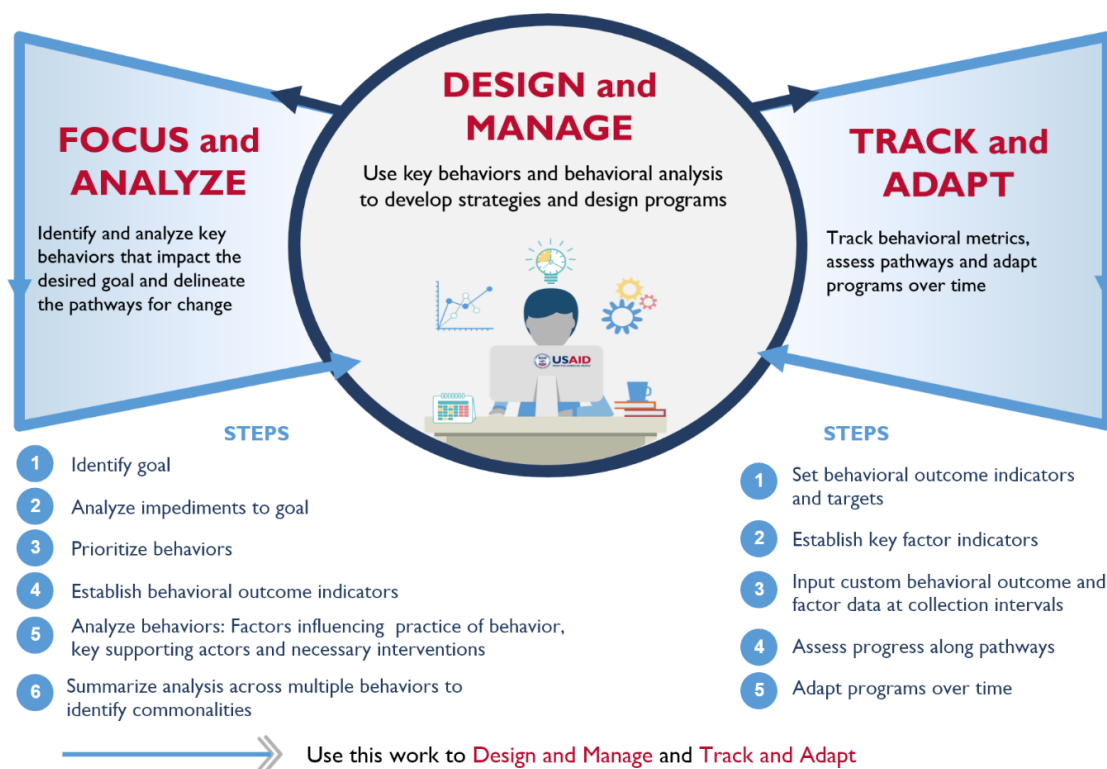 FOCUS and
ANALYZE
Identify and analyze key
behaviors that impact the
desired goal and delineate
the pathways for change
DESIGN and
MANAGE
Use key behaviors and behavioral analysis
to develop strategies and design programs
USAID
TRACK and
ADAPT
Track behavioral metrics,
assess pathways and adapt
programs over time
STEPS
1 Identify goal
2 Analyze impediments to goal
3 Prioritize behaviors
4 Establish behavioral outcome indicators
5 Analyze behaviors: Factors influencing practice of behavior,
key supporting actors and necessary interventions
6 Summarize analysis across multiple behaviors to
identify commonalities
STEPS
1 Set behavioral outcome indicators
and targets
2 Establish key factor indicators
3 Input custom behavioral outcome and
factor data at collection intervals
4 Assess progress along pathways
5 Adapt programs over time
Use this work to Design and Manage and Track and Adapt